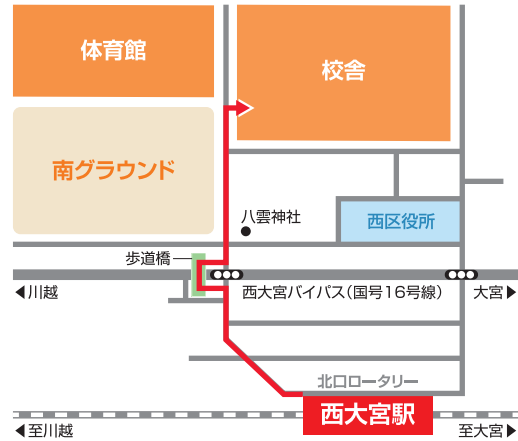 体育館
校舎
南グラウンド
八雲神社
西区役所
歩道橋
川越
西大宮バイパス(国号16号線)
大宮
北口ロータリー
西大宮駅
至川越
至大宮